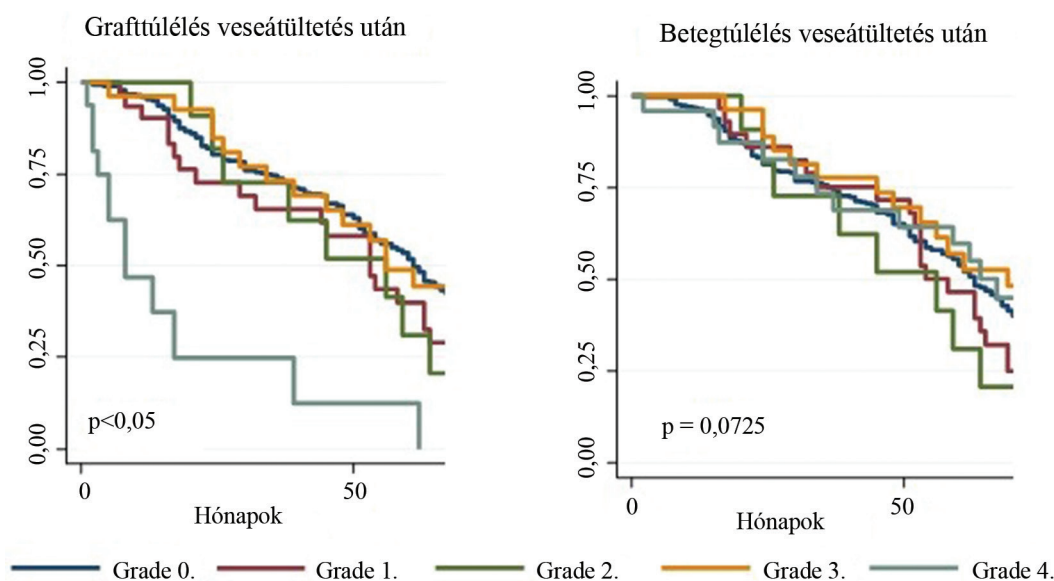 Grafttúlélés veseátültetés után
1,00
0,75
0,50
0,25
0,00
p<0,05
0
50
Hónapok
Betegtúlélés veseátültetés után
1,00
0,75
0,50
0,25
0,00
p = 0,0725
0
50
Hónapok
Grade 0.
Grade 1.
Grade 2.
Grade 3.
Grade 4.